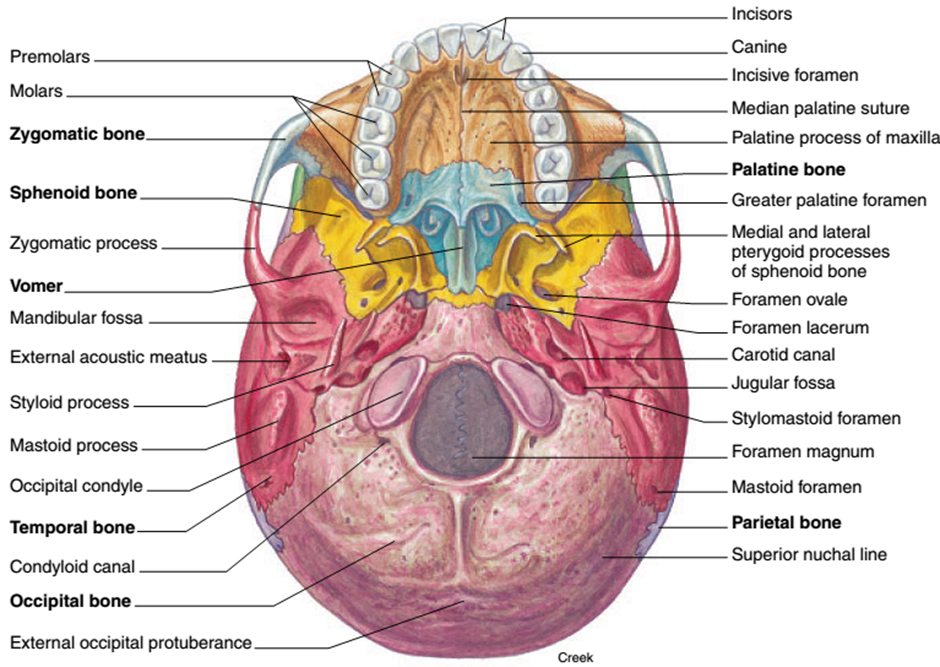 Premolars
Molars
Zygomatic bone
Sphenoid bone
Zygomatic process
Vomer
Mandibular fossa
External acoustic meatus
Styloid process
Mastoid process
Occipital condyle
Temporal bone
Condyloid canal
Occipital bone
External occipital protuberance
Incisors
Canine
Incisive foramen
Median palatine suture
Palatine process of maxilla
Palatine bone
Greater palatine foramen
Medial and lateral
pterygoid processes
of sphenoid bone
Foramen ovale
Foramen lacerum
Carotid canal
Jugular fossa
Stylomastoid foramen
Foramen magnum
Mastoid foramen
Parietal bone
Superior nuchal line
Creek